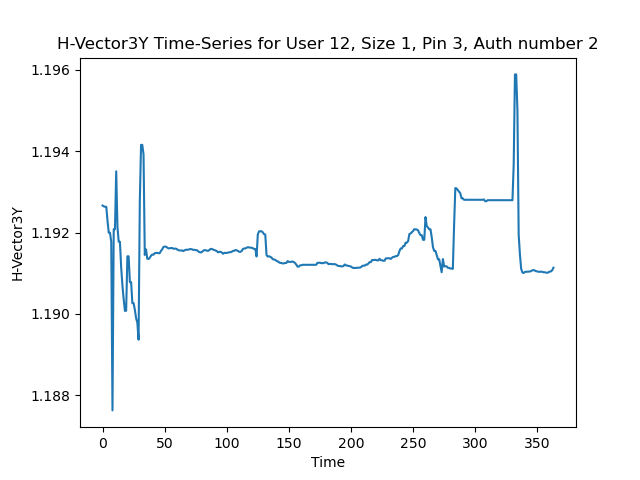 H-Vector3Y Time-Series for User 12, Size 1, Pin 3, Auth number 2
1.196
1.194
1.192
1.190
1.188
H-Vector3Y
0 50 100 150 200 250 300 350
Time